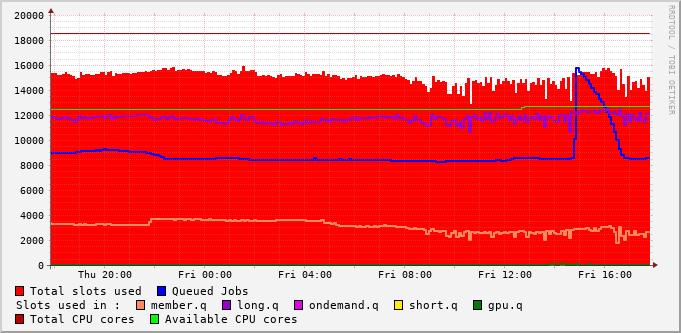 RRDTOOL / TOBI OETIKER
20000
18000
16000
14000
12000
10000
8000
6000
4000
2000
0
Thu 20:00 Fri 00:00 Fri 04:00 Fri 08:00 Fri 12:00 Fri 16:00
Total slots used Queued Jobs
Slots used in : member.q long.q ondemand.q short.q gpu.q
Total CPU cores Available CPU cores